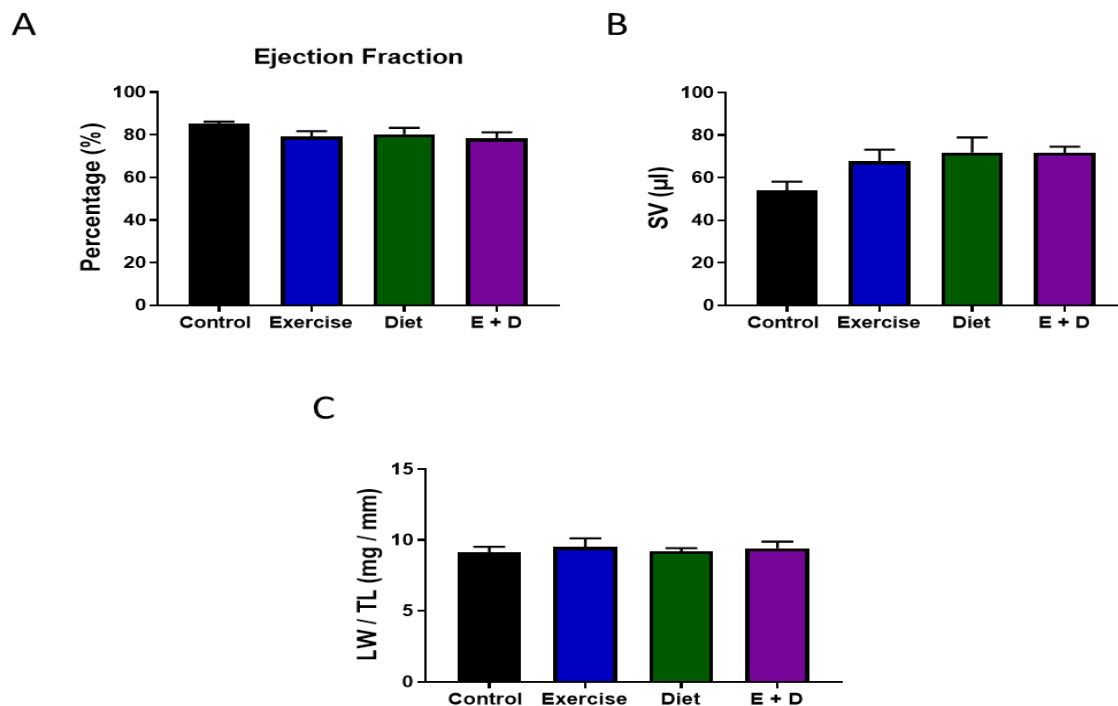 A
B
Ejection Fraction
Percentage (%)
100
80
60
40
20
0
Control Exercise Diet E + D
SV (µl)
100
80
60
40
20
0
Control Exercise Diet E + D
C
LW / TL (mg / mm)
15
10
5
0
Control Exercise Diet E + D